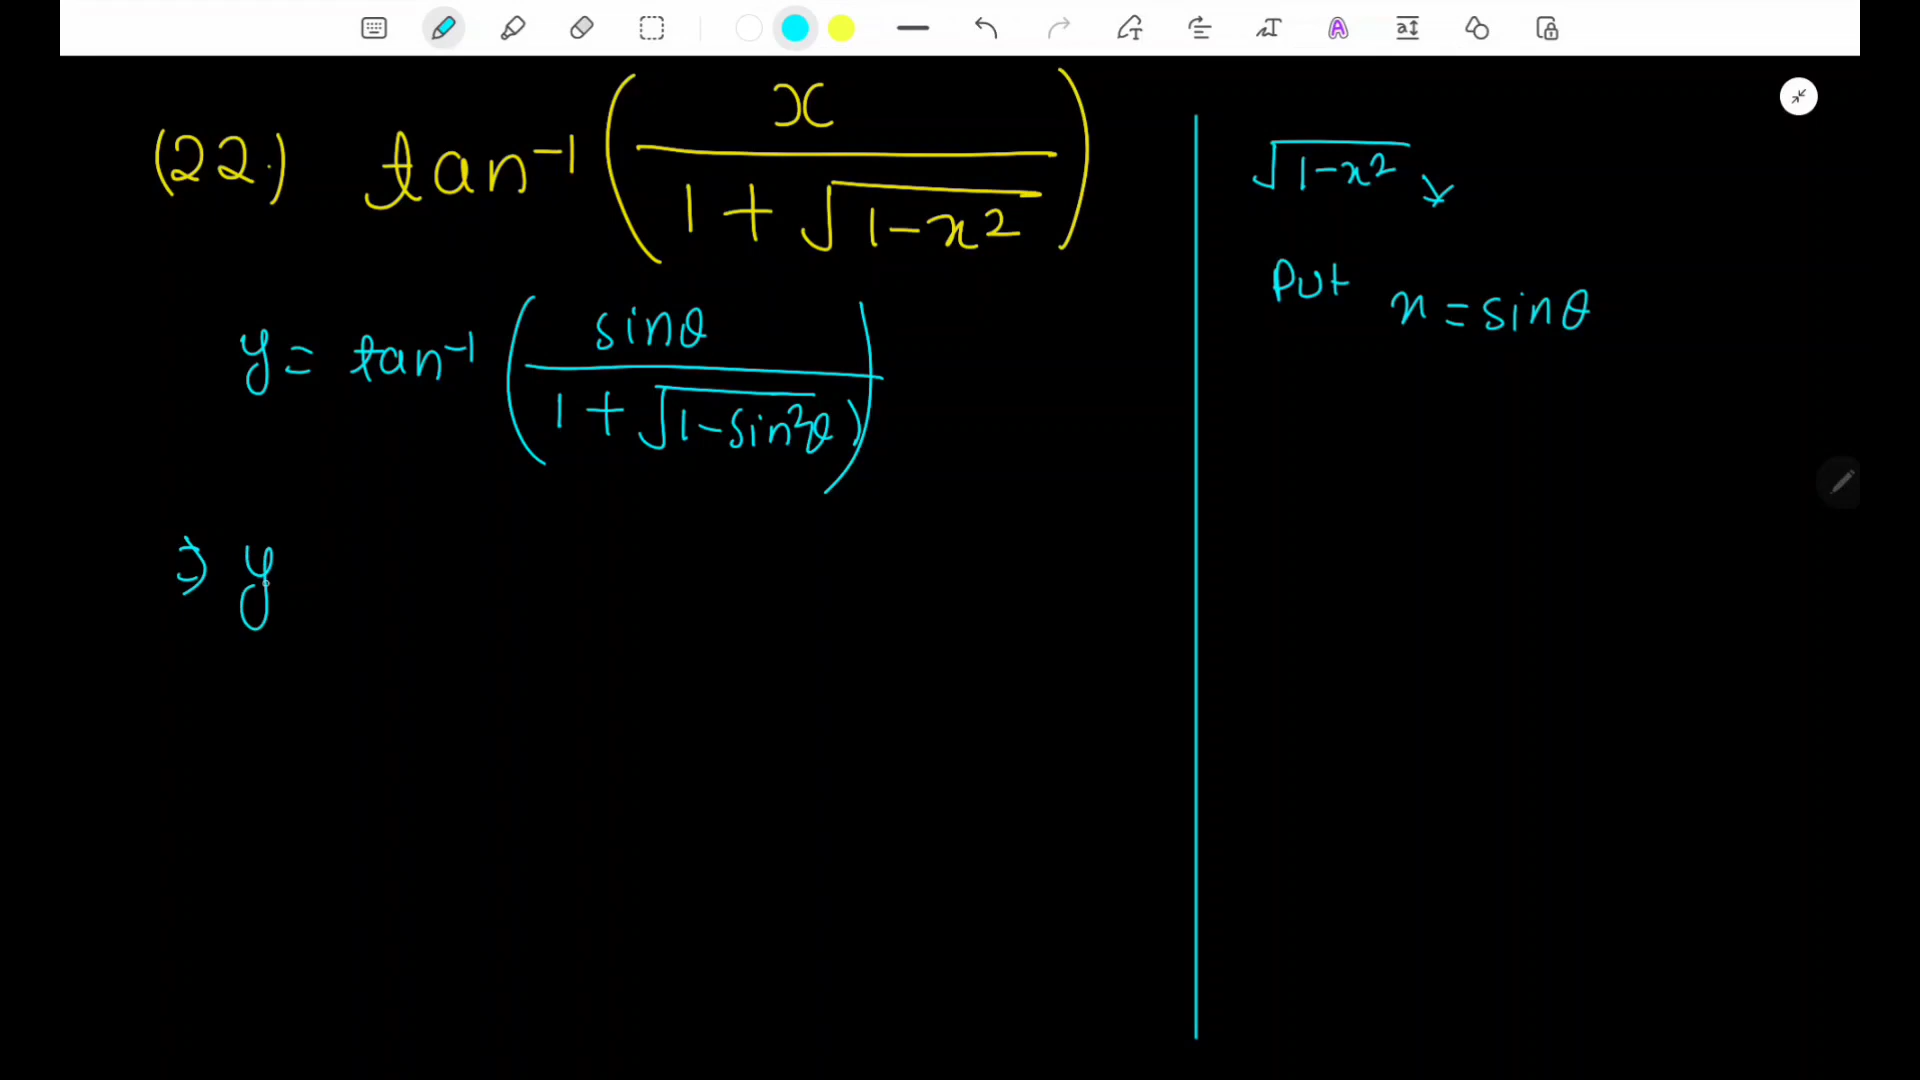 (22.) tan⁻¹ ( x / (1 + √(1-x²)) )
y = tan⁻¹ ( sinθ / (1 + √(1-sin²θ)) )
⇒ y
√(1-x²)
Put x = sinθ